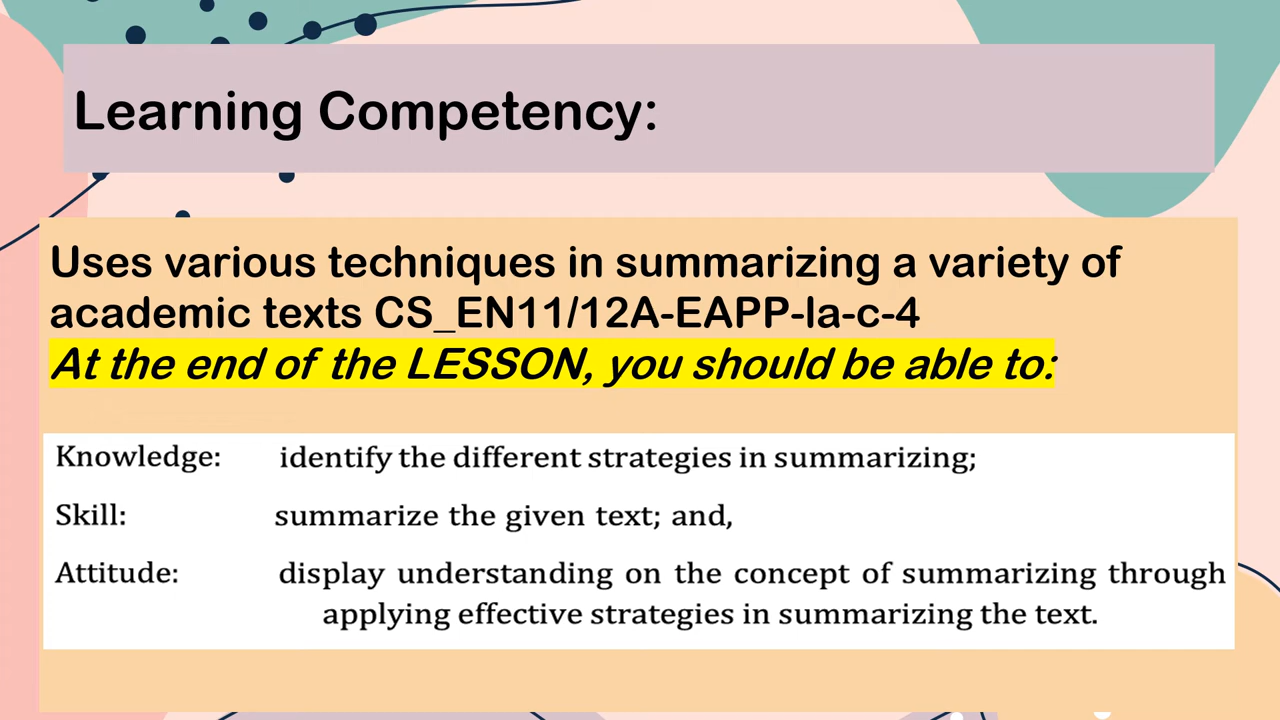 Learning Competency:
Uses various techniques in summarizing a variety of
academic texts CS_EN11/12A-EAPP-Ia-c-4
At the end of the LESSON, you should be able to:
Knowledge: identify the different strategies in summarizing;
Skill: summarize the given text; and,
Attitude: display understanding on the concept of summarizing through
applying effective strategies in summarizing the text.